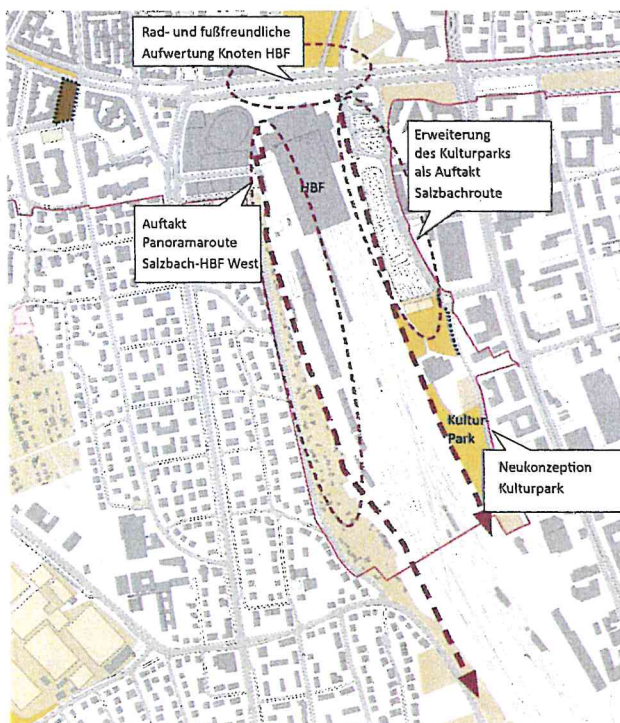 Rad- und fußfreundliche
Aufwertung Knoten HBF
Erweiterung
des Kulturparks
als Auftakt
Salzbachroute
HBF
Auftakt
Panoramaroute
Salzbach-HBF West
Kultur
Park
Neukonzeption
Kulturpark